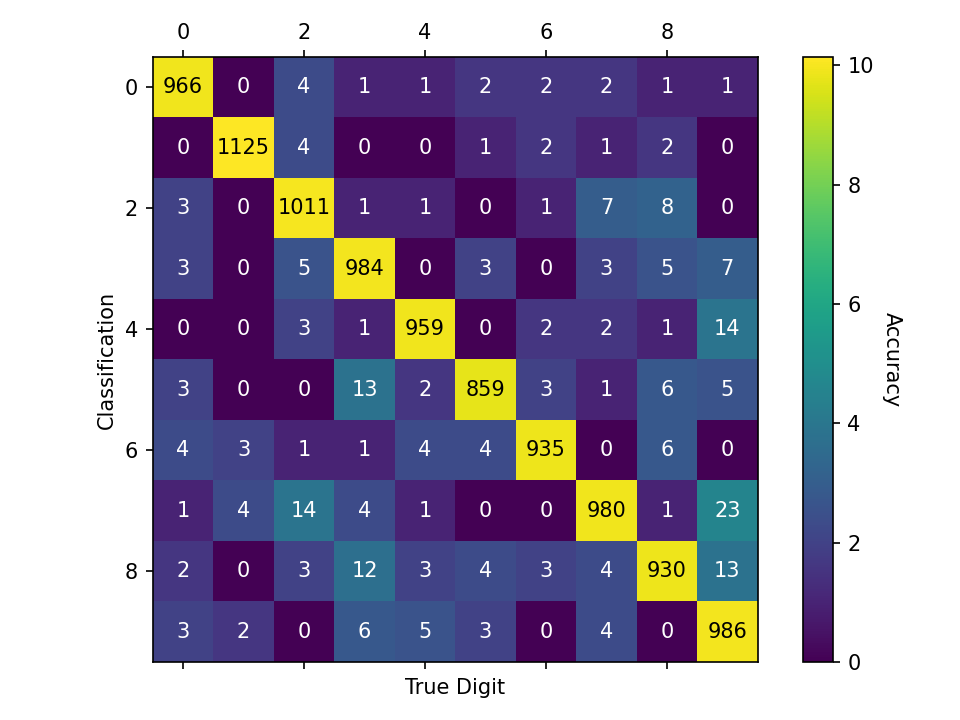 0 2 4 6 8
0 966 0 4 1 1 2 2 2 1 1
0 1125 4 0 0 1 2 1 2 0
2 3 0 1011 1 1 0 1 7 8 0
3 0 5 984 0 3 0 3 5 7
4 0 0 3 1 959 0 2 2 1 14
3 0 0 13 2 859 3 1 6 5
6 4 3 1 1 4 4 935 0 6 0
1 4 14 4 1 0 0 980 1 23
8 2 0 3 12 3 4 3 4 930 13
3 2 0 6 5 3 0 4 0 986
Classification
True Digit
10
8
6
4
2
0
Accuracy